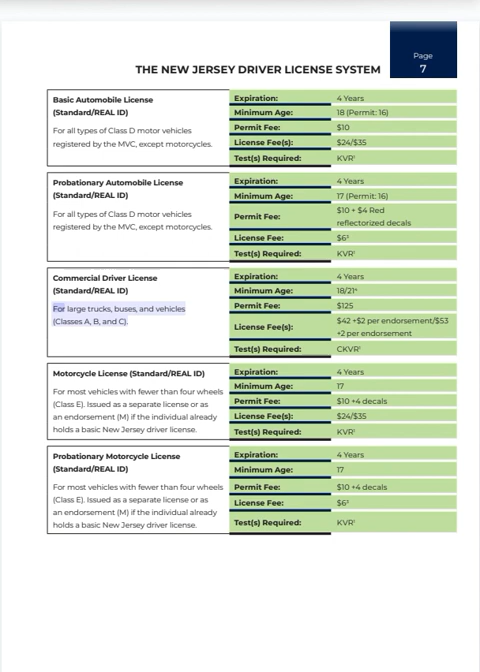 Page
7
THE NEW JERSEY DRIVER LICENSE SYSTEM
Basic Automobile License
(Standard/REAL ID)
For all types of Class D motor vehicles
registered by the MVC, except motorcycles.
Expiration: 4 Years
Minimum Age: 18 (Permit: 16)
Permit Fee: $10
License Fee(s): $24/$35
Test(s) Required: KVR¹
Probationary Automobile License
(Standard/REAL ID)
For all types of Class D motor vehicles
registered by the MVC, except motorcycles.
Expiration: 4 Years
Minimum Age: 17 (Permit: 16)
Permit Fee: $10 + $4 Red
reflectorized decals
License Fee: $6³
Test(s) Required: KVR¹
Commercial Driver License
(Standard/REAL ID)
For large trucks, buses, and vehicles
(Classes A, B, and C).
Expiration: 4 Years
Minimum Age: 18/21⁴
Permit Fee: $125
License Fee(s): $42 +$2 per endorsement/$53
+2 per endorsement
Test(s) Required: CKVR¹
Motorcycle License (Standard/REAL ID)
For most vehicles with fewer than four wheels
(Class E). Issued as a separate license or as
an endorsement (M) if the individual already
holds a basic New Jersey driver license.
Expiration: 4 Years
Minimum Age: 17
Permit Fee: $10 +4 decals
License Fee(s): $24/$35
Test(s) Required: KVR¹
Probationary Motorcycle License
(Standard/REAL ID)
For most vehicles with fewer than four wheels
(Class E). Issued as a separate license or as
an endorsement (M) if the individual already
holds a basic New Jersey driver license.
Expiration: 4 Years
Minimum Age: 17
Permit Fee: $10 +4 decals
License Fee: $6³
Test(s) Required: KVR¹